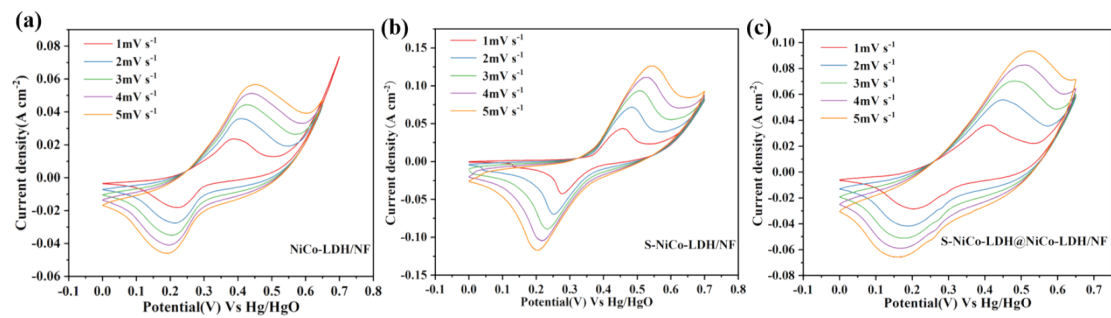 (a)
1mV s⁻¹
2mV s⁻¹
3mV s⁻¹
4mV s⁻¹
5mV s⁻¹
NiCo-LDH/NF
Current density(A cm⁻²)
0.08
0.06
0.04
0.02
0.00
-0.02
-0.04
-0.06
-0.1 0.0 0.1 0.2 0.3 0.4 0.5 0.6 0.7 0.8
Potential(V) Vs Hg/HgO
(b)
1mV s⁻¹
2mV s⁻¹
3mV s⁻¹
4mV s⁻¹
5mV s⁻¹
S-NiCo-LDH/NF
Current density (A cm⁻²)
0.15
0.10
0.05
0.00
-0.05
-0.10
-0.15
-0.1 0.0 0.1 0.2 0.3 0.4 0.5 0.6 0.7 0.8
Potential(V) Vs Hg/HgO
(c)
1mV s⁻¹
2mV s⁻¹
3mV s⁻¹
4mV s⁻¹
5mV s⁻¹
S-NiCo-LDH@NiCo-LDH/NF
Current density (A cm⁻²)
0.10
0.08
0.06
0.04
0.02
0.00
-0.02
-0.04
-0.06
-0.08
-0.1 0.0 0.1 0.2 0.3 0.4 0.5 0.6 0.7
Potential(V) Vs Hg/HgO